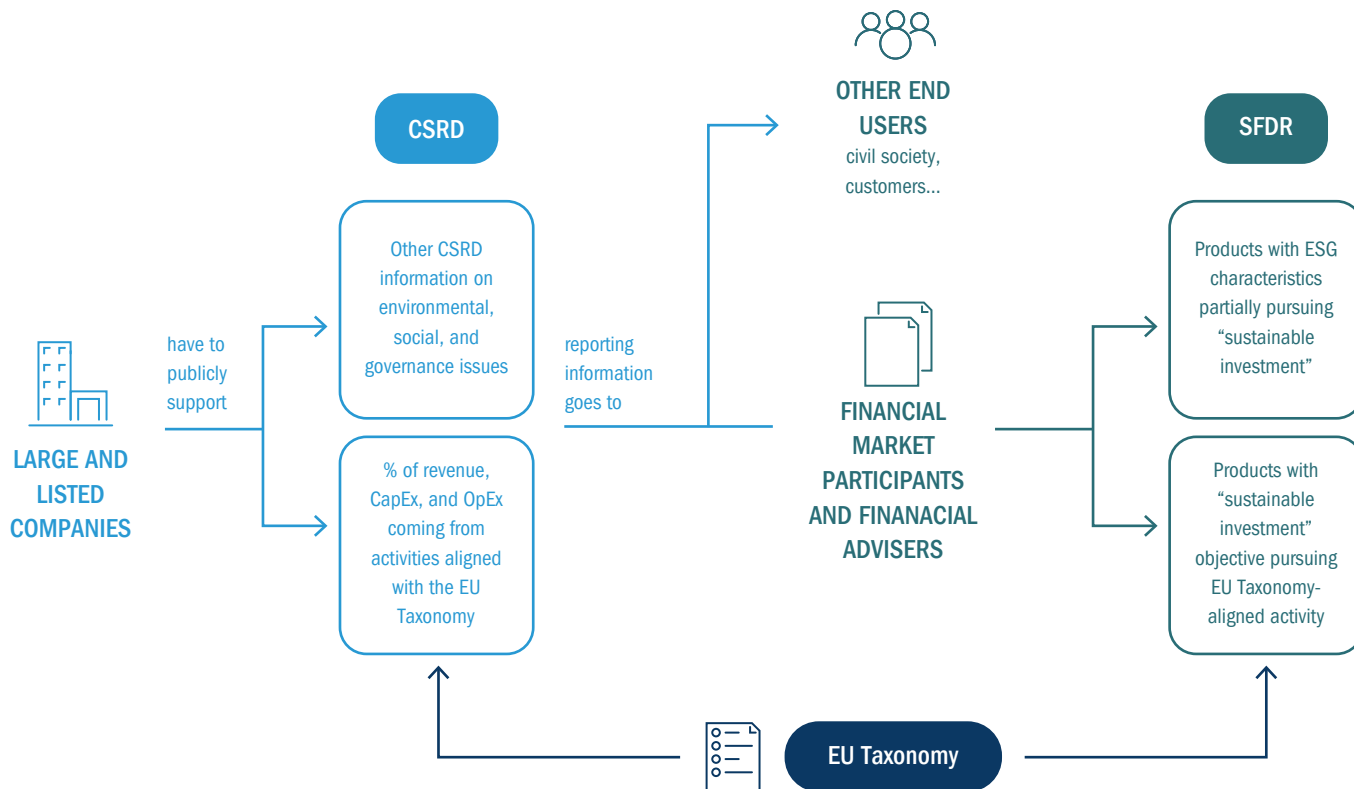 LARGE AND
LISTED
COMPANIES
have to
publicly
support
CSRD
Other CSRD
information on
environmental,
social, and
governance issues
% of revenue,
CapEx, and OpEx
coming from
activities aligned
with the EU
Taxonomy
reporting
information
goes to
OTHER END
USERS
civil society,
customers...
FINANCIAL
MARKET
PARTICIPANTS
AND FINANACIAL
ADVISERS
SFDR
Products with ESG
characteristics
partially pursuing
“sustainable
investment”
Products with
“sustainable
investment”
objective pursuing
EU Taxonomy-
aligned activity
EU Taxonomy